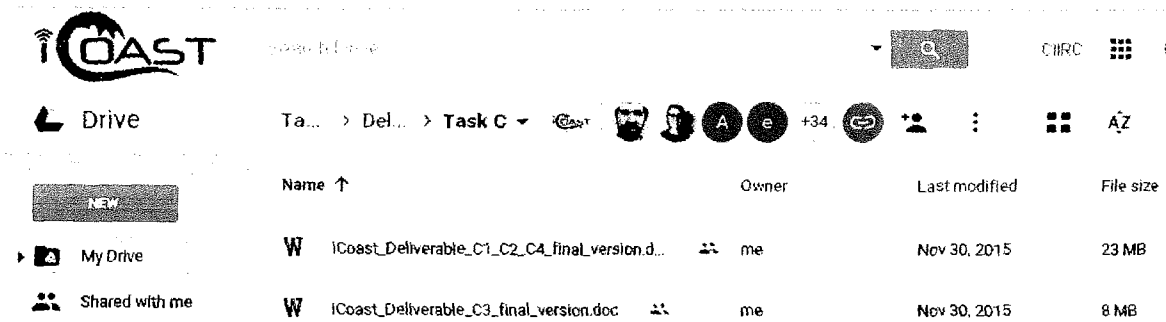 iCOAST
CIIRC
Drive
Ta... > Del... > Task C
iCOAST
A
e
+34
AZ
NEW
Name ↑ Owner Last modified File size
My Drive
W iCoast_Deliverable_C1_C2_C4_final_version.d... me Nov 30, 2015 23 MB
Shared with me
W iCoast_Deliverable_C3_final_version.doc me Nov 30, 2015 8 MB